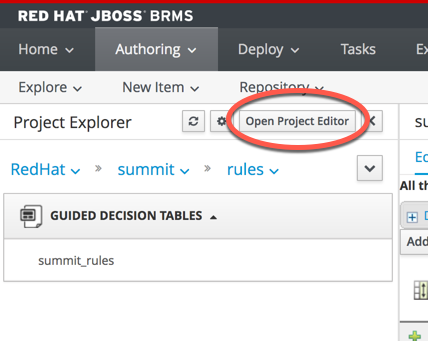 RED HAT® JBOSS® BRMS
Home Authoring Deploy Tasks
Explore New Item Repository
Project Explorer Open Project Editor
RedHat » summit » rules
GUIDED DECISION TABLES
summit_rules
Ed
All th
Add